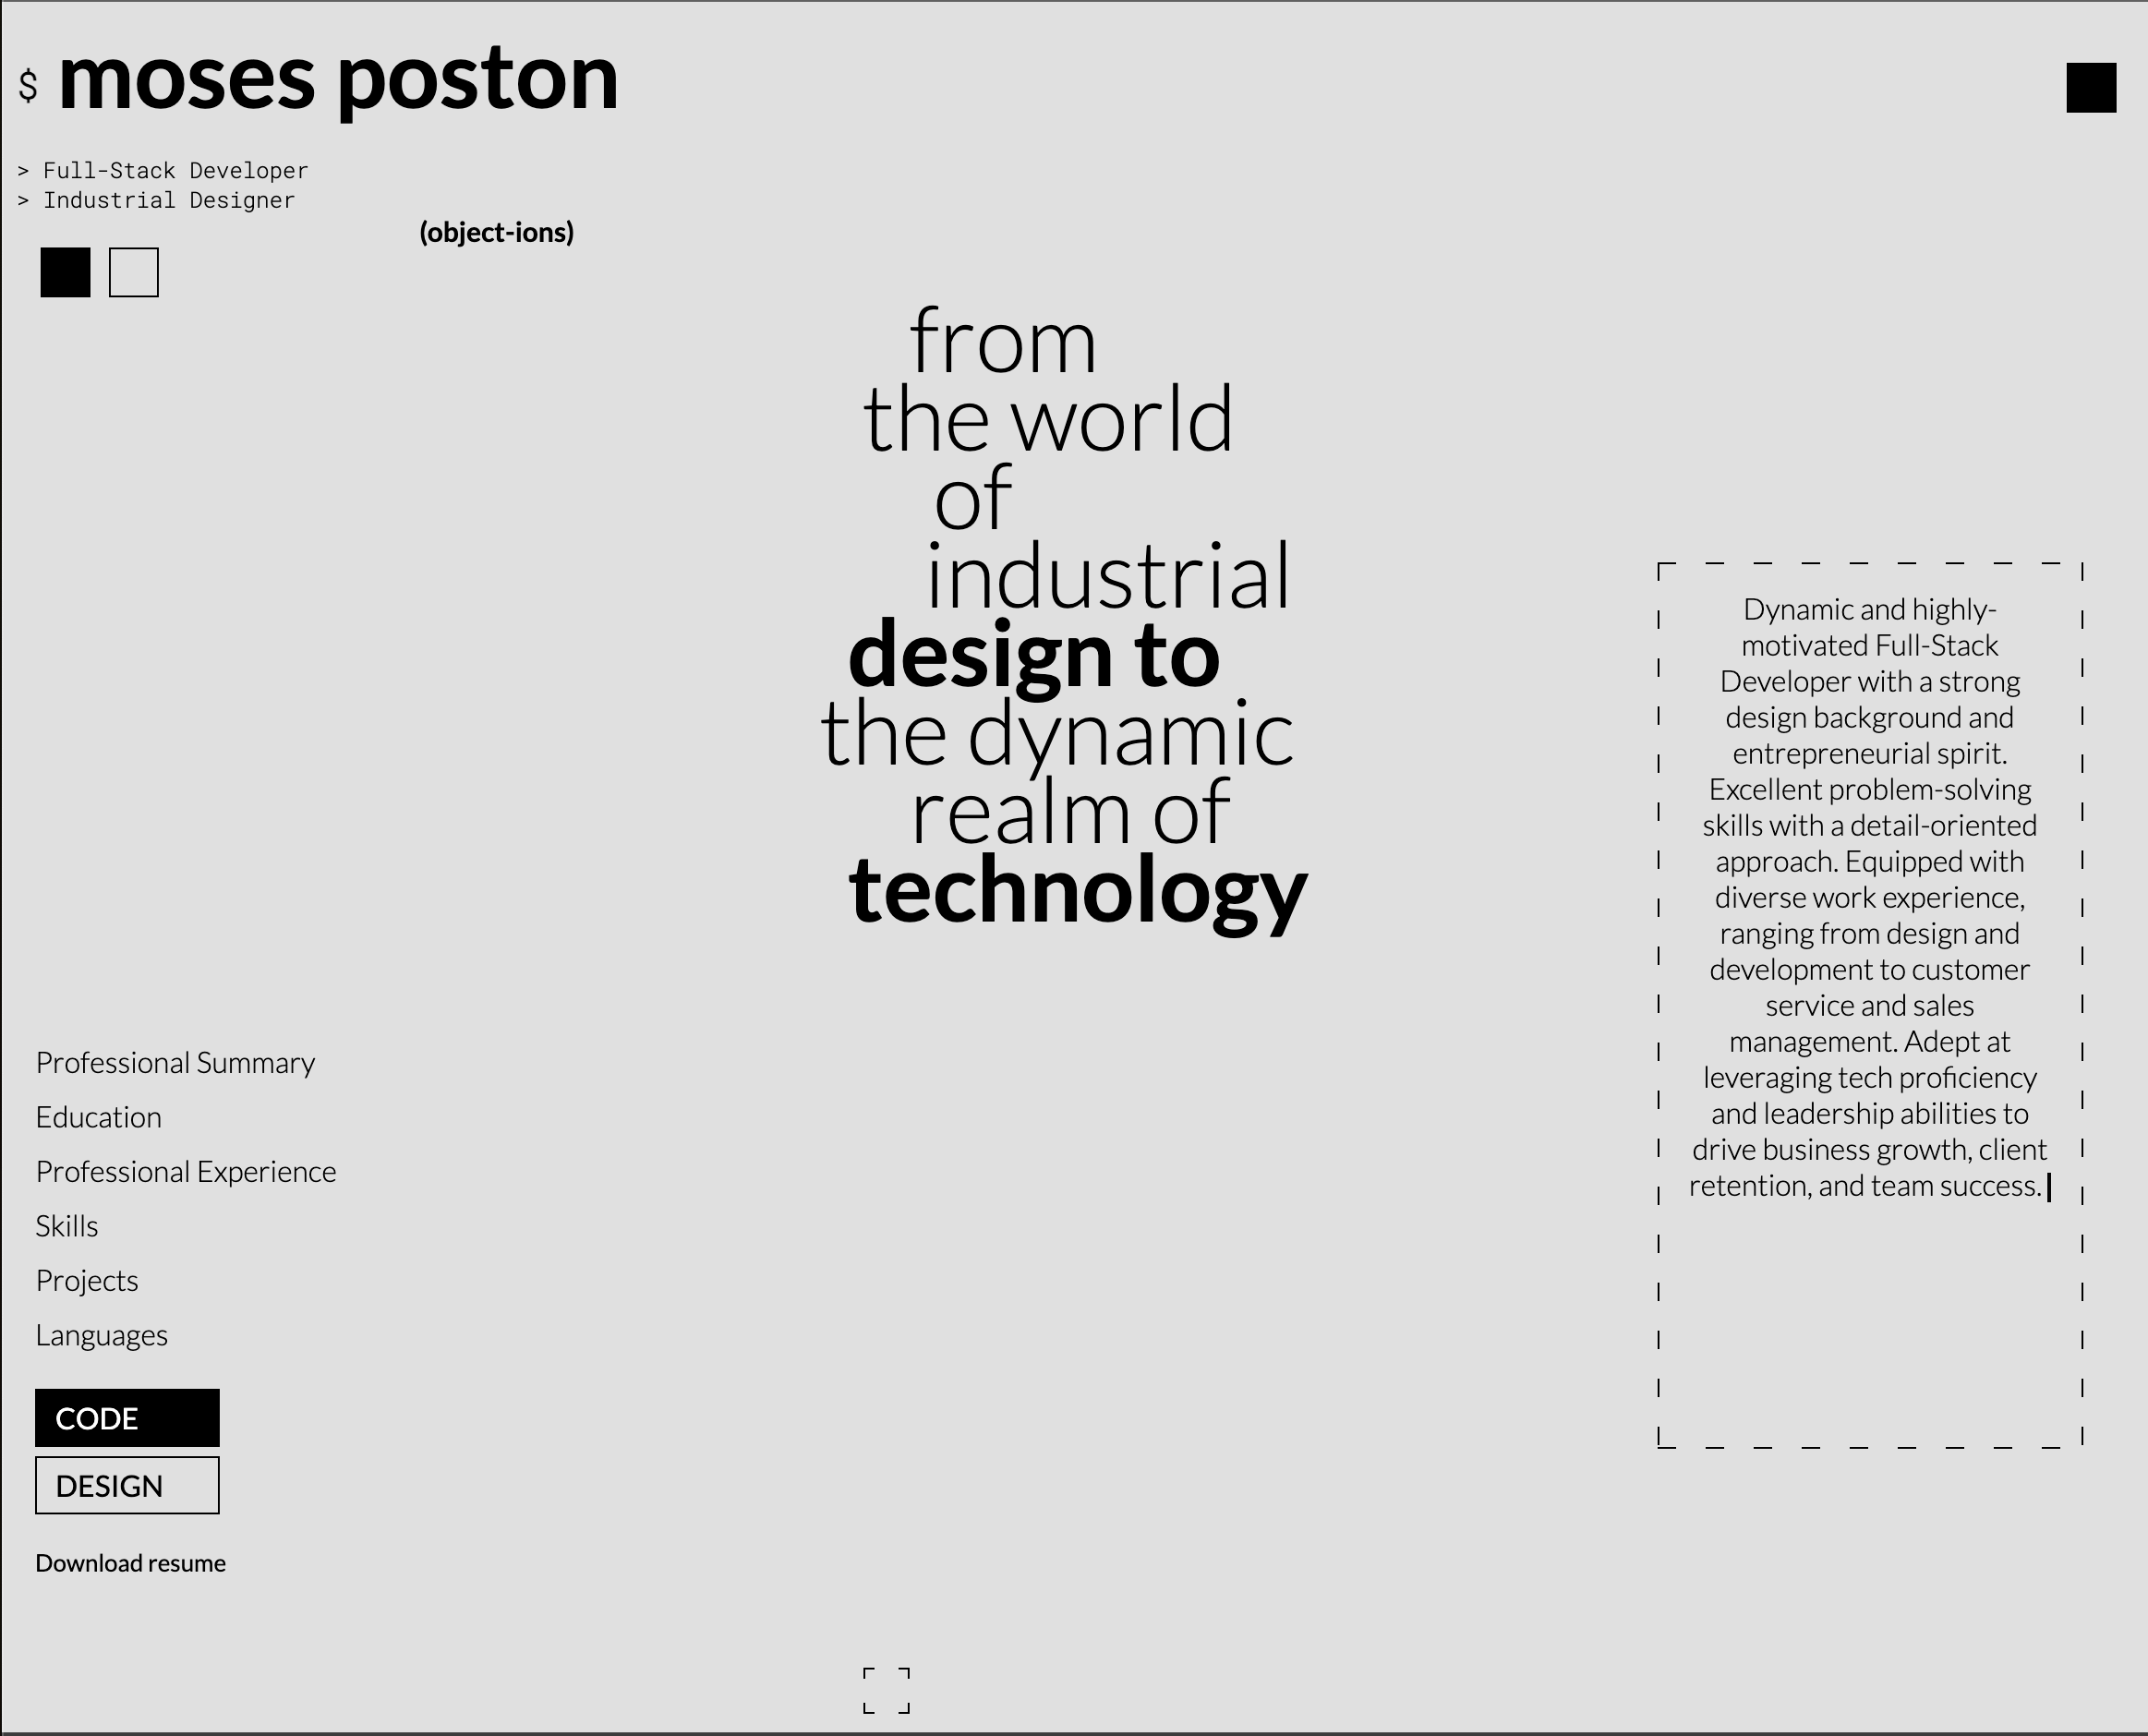 $ moses poston
> Full-Stack Developer
> Industrial Designer
(object-ions)
from
the world
of
industrial
design to
the dynamic
realm of
technology
Dynamic and highly-
motivated Full-Stack
Developer with a strong
design background and
entrepreneurial spirit.
Excellent problem-solving
skills with a detail-oriented
approach. Equipped with
diverse work experience,
ranging from design and
development to customer
service and sales
management. Adept at
leveraging tech proficiency
and leadership abilities to
drive business growth, client
retention, and team success.
Professional Summary
Education
Professional Experience
Skills
Projects
Languages
CODE
DESIGN
Download resume